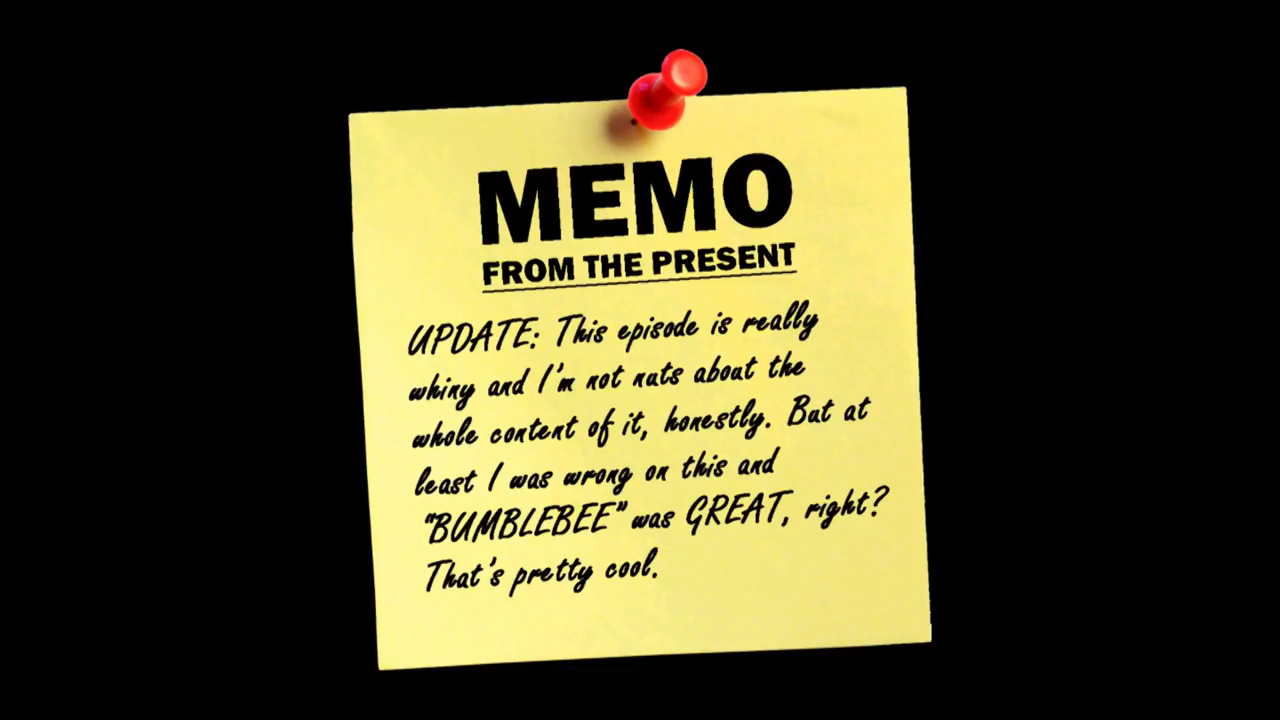 MEMO
FROM THE PRESENT
UPDATE: This episode is really
whiny and I'm not nuts about the
whole content of it, honestly. But at
least I was wrong on this and
"BUMBLEBEE" was GREAT, right?
That's pretty cool.